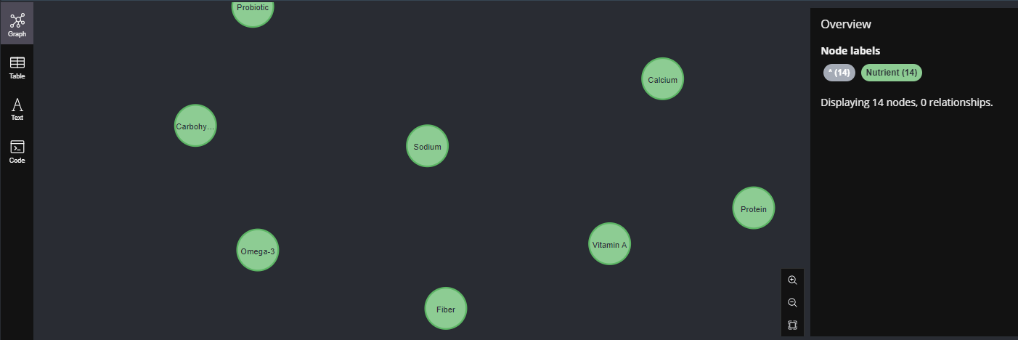 Graph
Table
Text
Code
Probiotic
Calcium
Carbohy...
Sodium
Protein
Vitamin A
Omega-3
Fiber
Overview
Node labels
* (14)
Nutrient (14)
Displaying 14 nodes, 0 relationships.